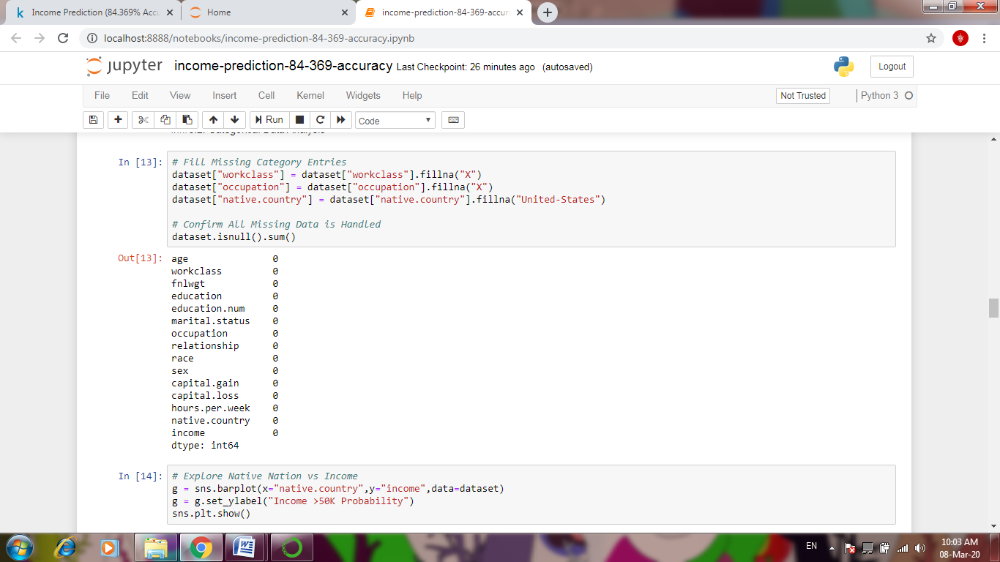 k Income Prediction (84.369% Accu
Home
income-prediction-84-369-accura
localhost:8888/notebooks/income-prediction-84-369-accuracy.ipynb
jupyter income-prediction-84-369-accuracy Last Checkpoint: 26 minutes ago (autosaved)
Logout
File Edit View Insert Cell Kernel Widgets Help
Not Trusted
Python 3
Run
Code
Categorical Data Analysis
In [13]:
# Fill Missing Category Entries
dataset["workclass"] = dataset["workclass"].fillna("X")
dataset["occupation"] = dataset["occupation"].fillna("X")
dataset["native.country"] = dataset["native.country"].fillna("United-States")
# Confirm All Missing Data is Handled
dataset.isnull().sum()
Out[13]:
age 0
workclass 0
fnlwgt 0
education 0
education.num 0
marital.status 0
occupation 0
relationship 0
race 0
sex 0
capital.gain 0
capital.loss 0
hours.per.week 0
native.country 0
income 0
dtype: int64
In [14]:
# Explore Native Nation vs Income
g = sns.barplot(x="native.country",y="income",data=dataset)
g = g.set_ylabel("Income >50K Probability")
sns.plt.show()
EN
10:03 AM
08-Mar-20